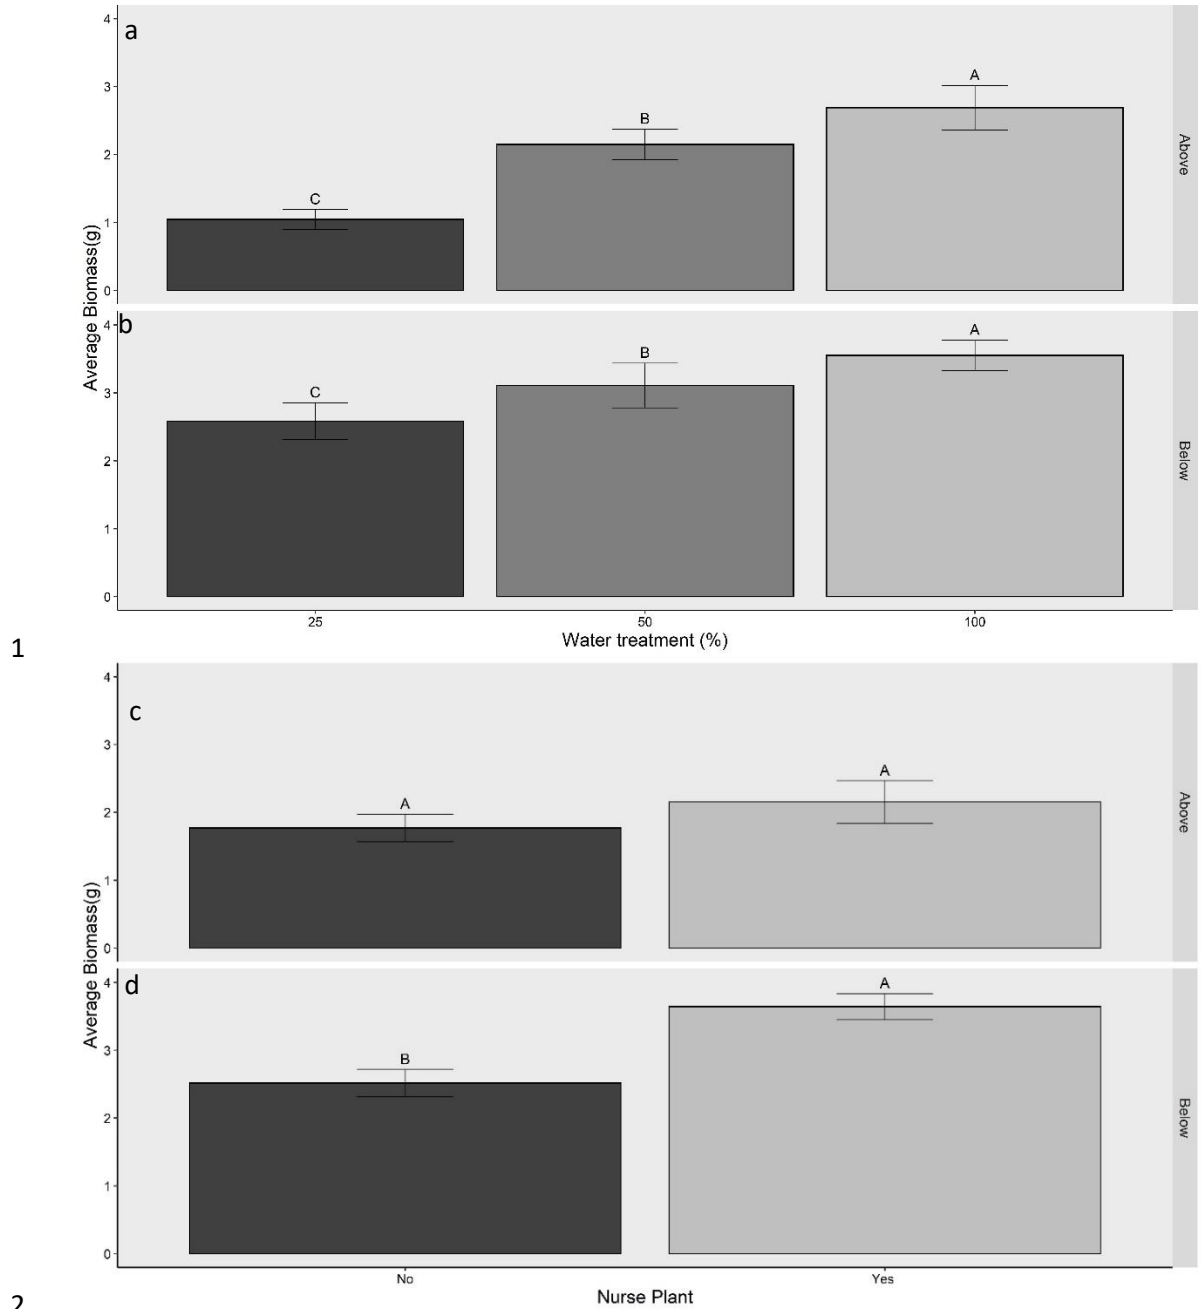 a
4
3
2
1
0
C
B
A
Above
Average Biomass(g)
b
4
3
2
1
0
C
B
A
Below
25
50
100
Water treatment (%)
1
c
4
3
2
1
0
A
A
Above
Average Biomass(g)
d
4
3
2
1
0
B
A
Below
No
Yes
Nurse Plant
2